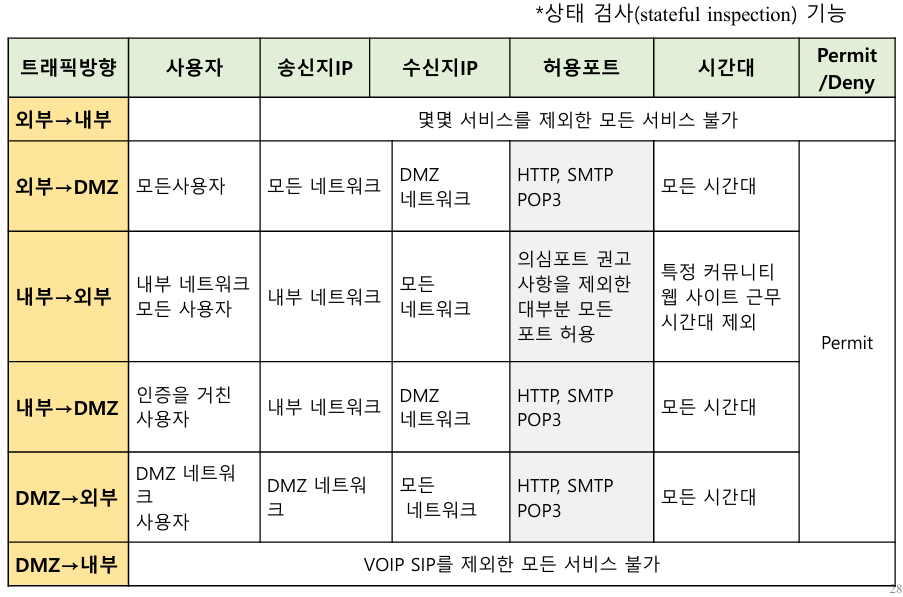 *상태 검사(stateful inspection) 기능
트래픽방향 사용자 송신지IP 수신지IP 허용포트 시간대 Permit
/Deny
외부→내부 몇몇 서비스를 제외한 모든 서비스 불가
외부→DMZ 모든사용자 모든 네트워크 DMZ
네트워크
HTTP, SMTP
POP3
모든 시간대
내부→외부 내부 네트워크
모든 사용자
내부 네트워크
모든
네트워크
의심포트 권고
사항을 제외한
대부분 모든
포트 허용
특정 커뮤니티
웹 사이트 근무
시간대 제외
Permit
내부→DMZ 인증을 거친
사용자
내부 네트워크
DMZ
네트워크
HTTP, SMTP
POP3
모든 시간대
DMZ→외부 DMZ 네트워
크
사용자
DMZ 네트워
크
모든
네트워크
HTTP, SMTP
POP3
모든 시간대
DMZ→내부 VOIP SIP를 제외한 모든 서비스 불가
28